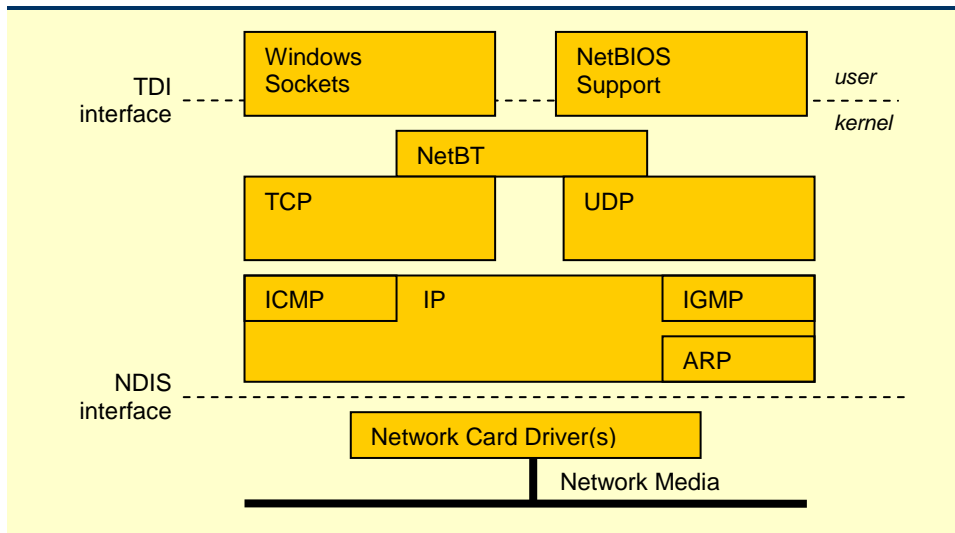 Windows
Sockets
NetBIOS
Support
TDI
interface
user
kernel
NetBT
TCP
UDP
ICMP
IP
IGMP
ARP
NDIS
interface
Network Card Driver(s)
Network Media